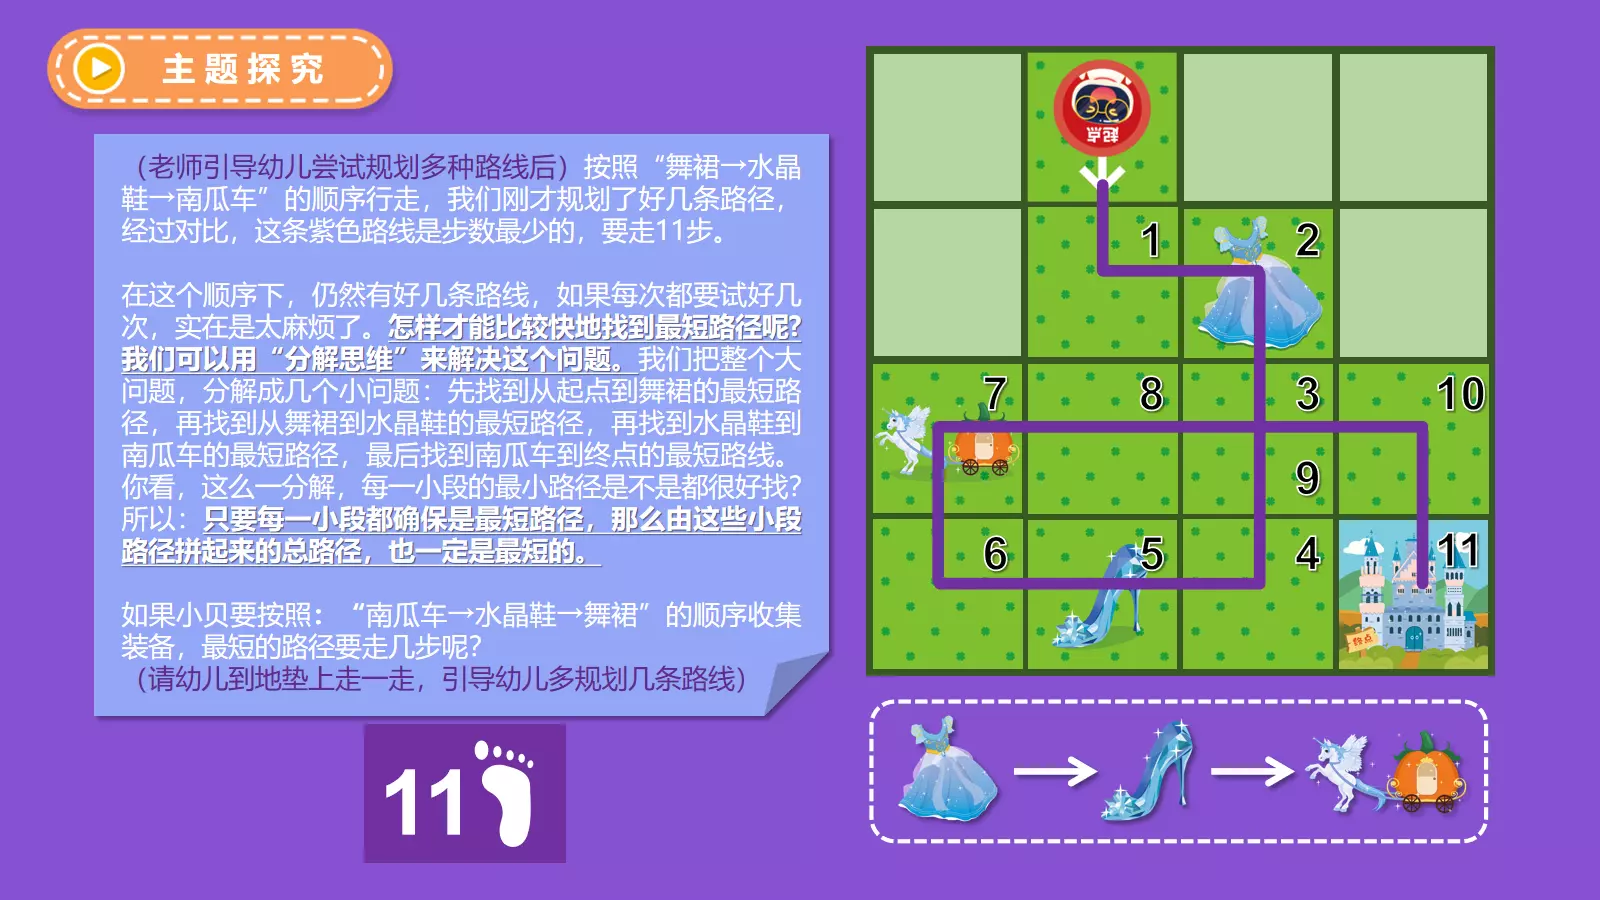 主题探究
（老师引导幼儿尝试规划多种路线后）按照“舞裙→水晶
鞋→南瓜车”的顺序行走，我们刚才规划了好几条路径，
经过对比，这条紫色路线是步数最少的，要走11步。
在这个顺序下，仍然有好几条路线，如果每次都要试好几
次，实在是太麻烦了。怎样才能比较快地找到最短路径呢？
我们可以用“分解思维”来解决这个问题。我们把整个大
问题，分解成几个小问题：先找到从起点到舞裙的最短路
径，再找到从舞裙到水晶鞋的最短路径，再找到水晶鞋到
南瓜车的最短路径，最后找到南瓜车到终点的最短路线。
你看，这么一分解，每一小段的最小路径是不是都很好找？
所以：只要每一小段都确保是最短路径，那么由这些小段
路径拼起来的总路径，也一定是最短的。
如果小贝要按照：“南瓜车→水晶鞋→舞裙”的顺序收集
装备，最短的路径要走几步呢？
（请幼儿到地垫上走一走，引导幼儿多规划几条路线）
11
起点
1
2
7
8
3
10
9
6
5
4
11
终点